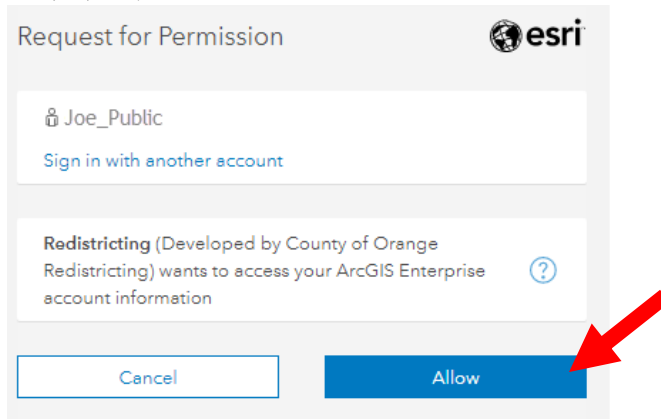 Request for Permission
esri
Joe_Public
Sign in with another account
Redistricting (Developed by County of Orange
Redistricting) wants to access your ArcGIS Enterprise
account information
?
Cancel
Allow